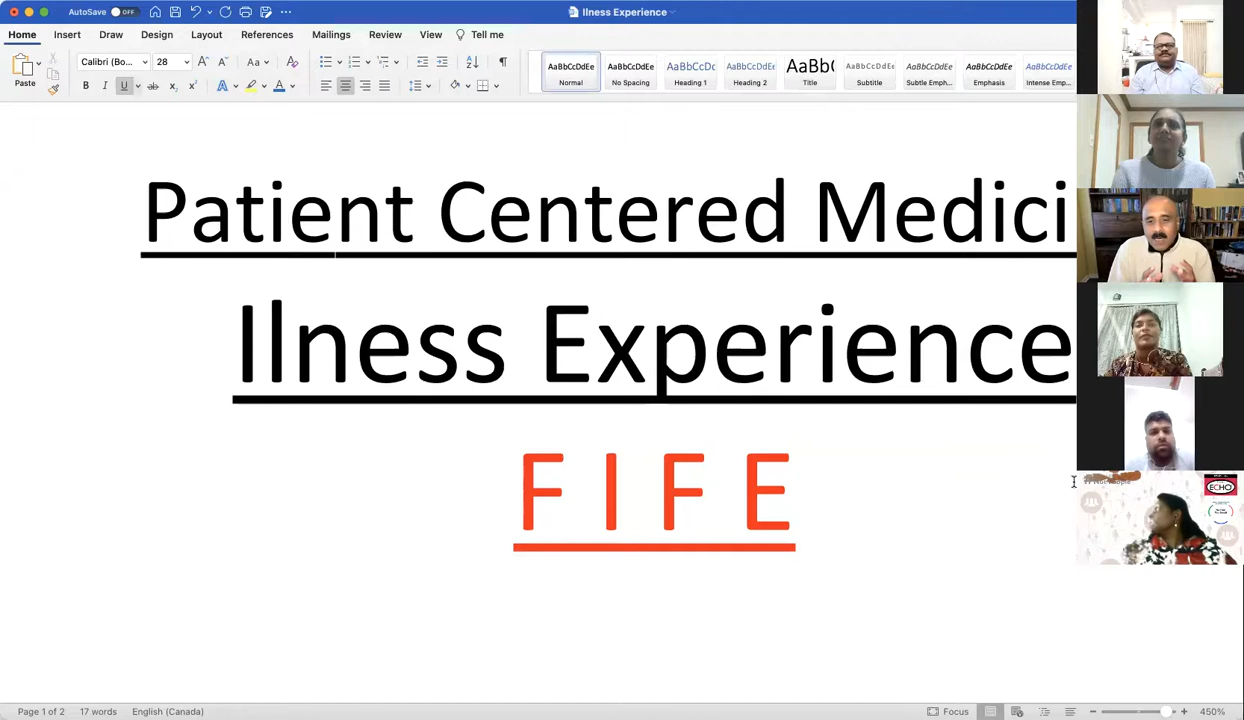 AutoSave OFF
Ilness Experience
Home Insert Draw Design Layout References Mailings Review View Tell me
Paste
Calibri (Bo... 28
AaBbCcDdEe Normal
AaBbCcDdEe No Spacing
AaBbCcDc Heading 1
AaBbCcDdEe Heading 2
AaBb( Title
AaBbCcDdEe Subtitle
AaBbCcDdEe Subtle Emph...
AaBbCcDdEe Emphasis
AaBbCcDdEe Intense Emp...
Patient Centered Medici
Ilness Experience
F I F E
ECHO
Page 1 of 2 17 words English (Canada)
Focus 450%